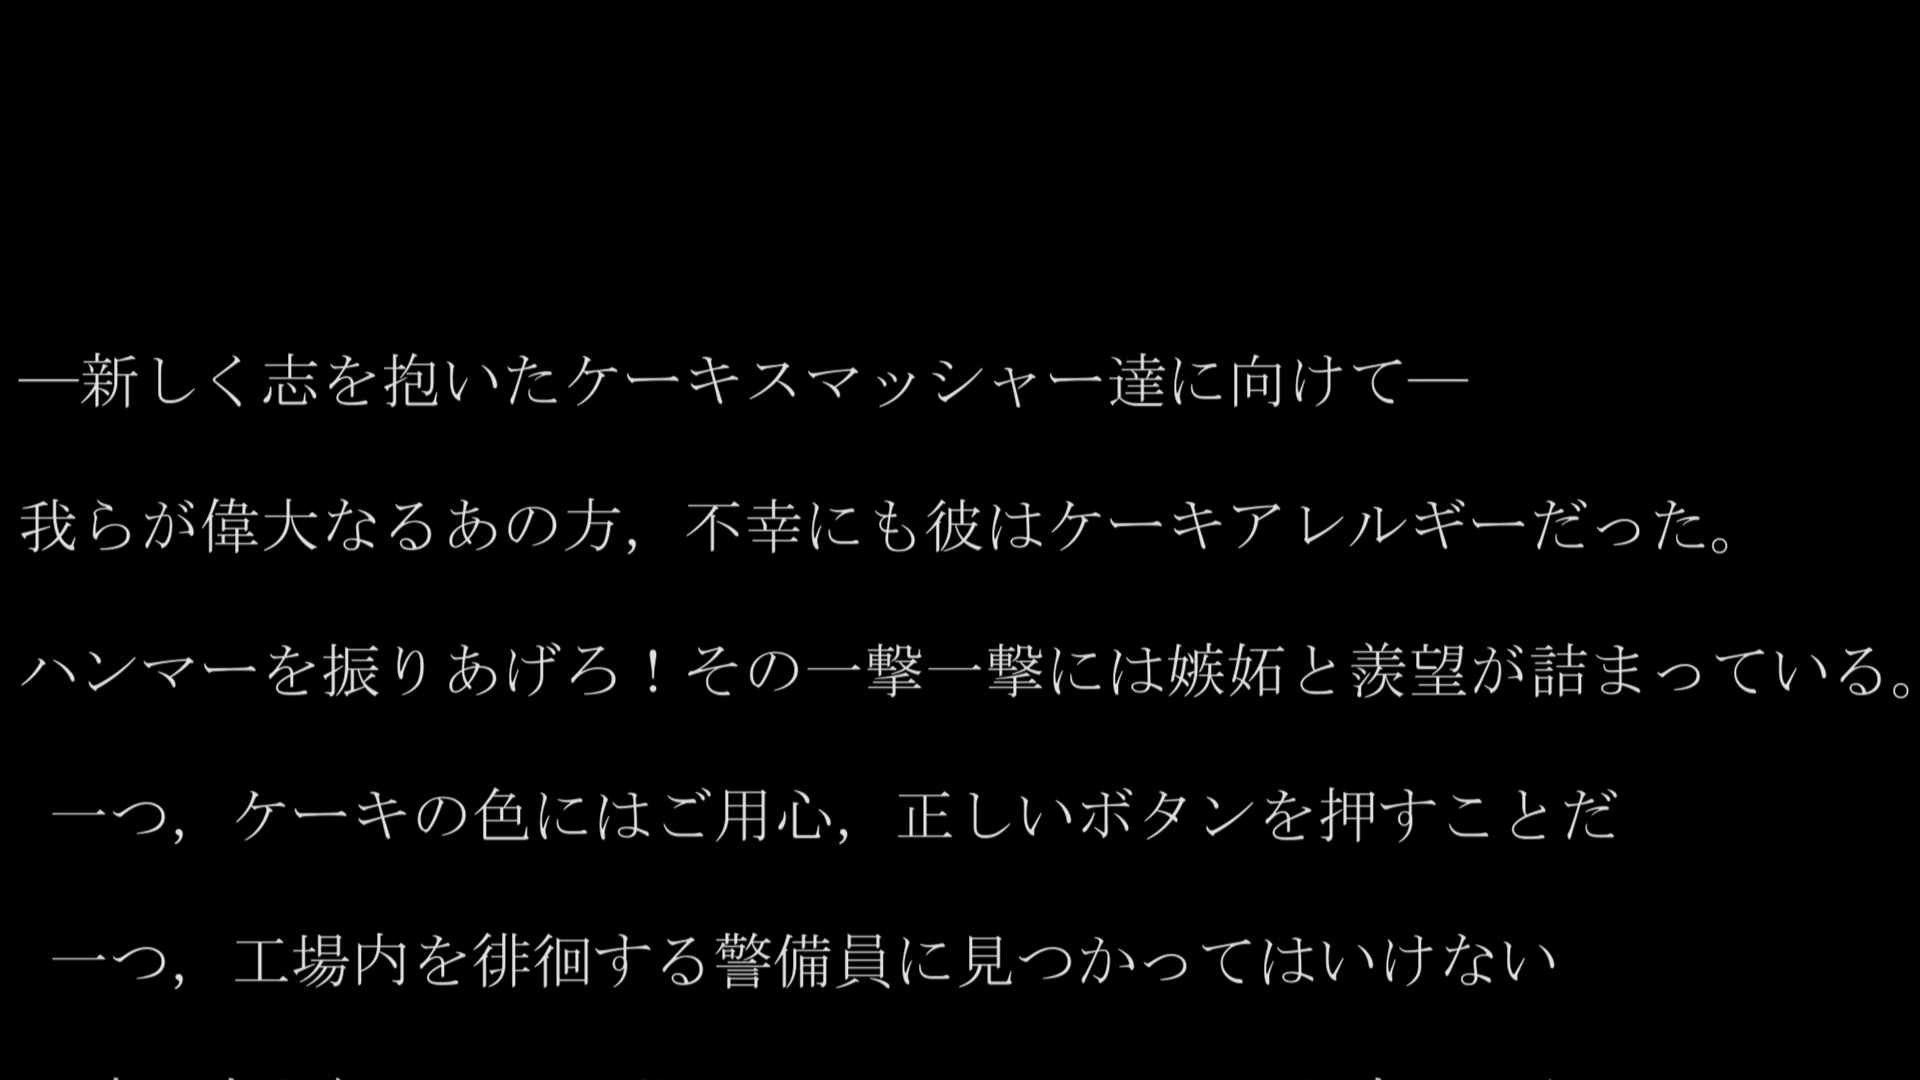 ―新しく志を抱いたケーキスマッシャー達に向けて―
我らが偉大なるあの方，不幸にも彼はケーキアレルギーだった。
ハンマーを振りあげろ！その一撃一撃には嫉妬と羨望が詰まっている。
一つ，ケーキの色にはご用心，正しいボタンを押すことだ
一つ，工場内を徘徊する警備員に見つかってはいけない